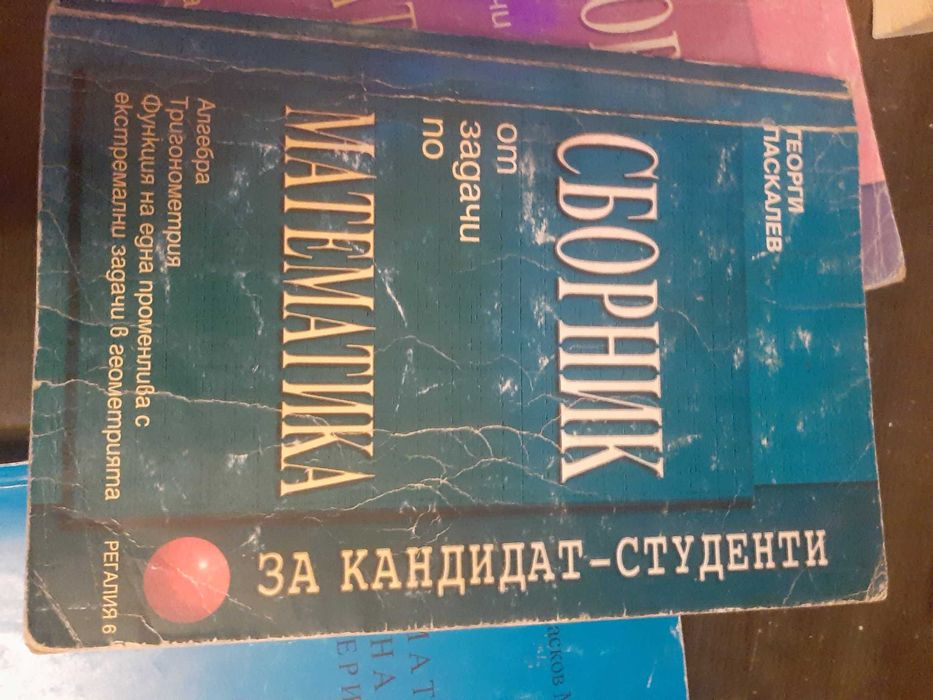 ГЕОРГИ
ПАСКАЛЕВ
СБОРНИК
от
задачи
по
МАТЕМАТИКА
Алгебра
Тригонометрия
Функция на една променлива с
екстремални задачи в геометрията
РЕГАЛИЯ 6
ЗА КАНДИДАТ-СТУДЕНТИ